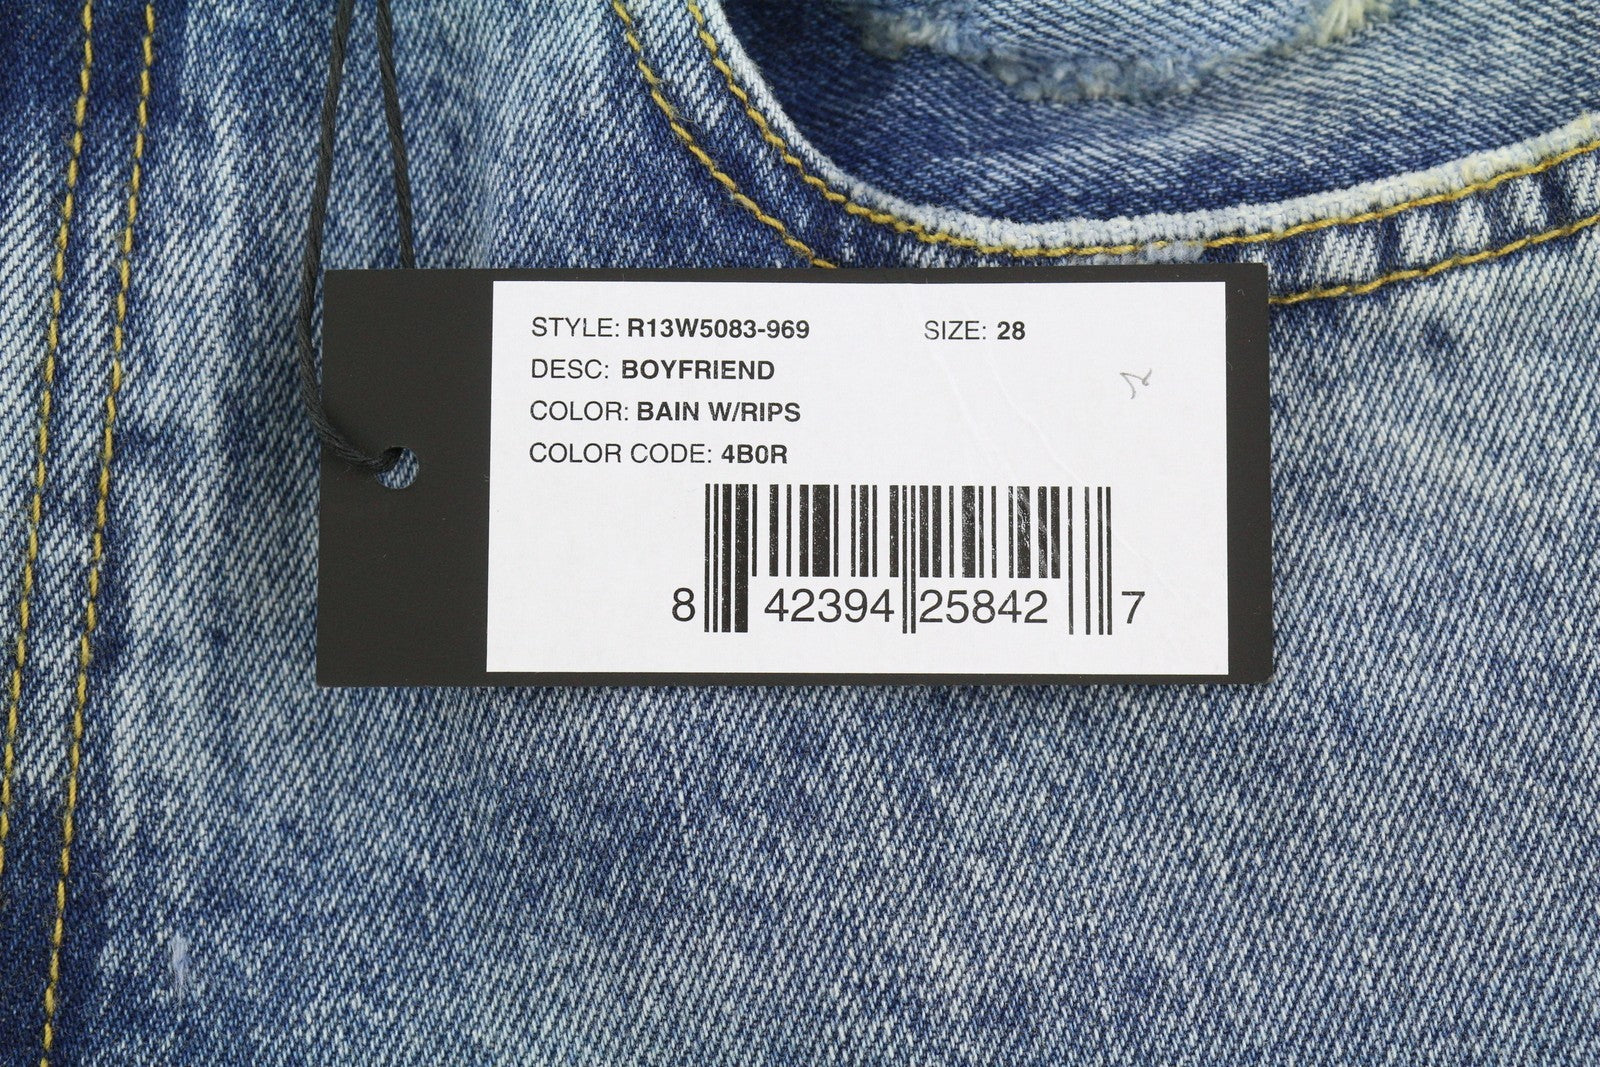 STYLE: R13W5083-969 SIZE: 28
DESC: BOYFRIEND
COLOR: BAIN W/RIPS
COLOR CODE: 4B0R
8 42394 25842 7